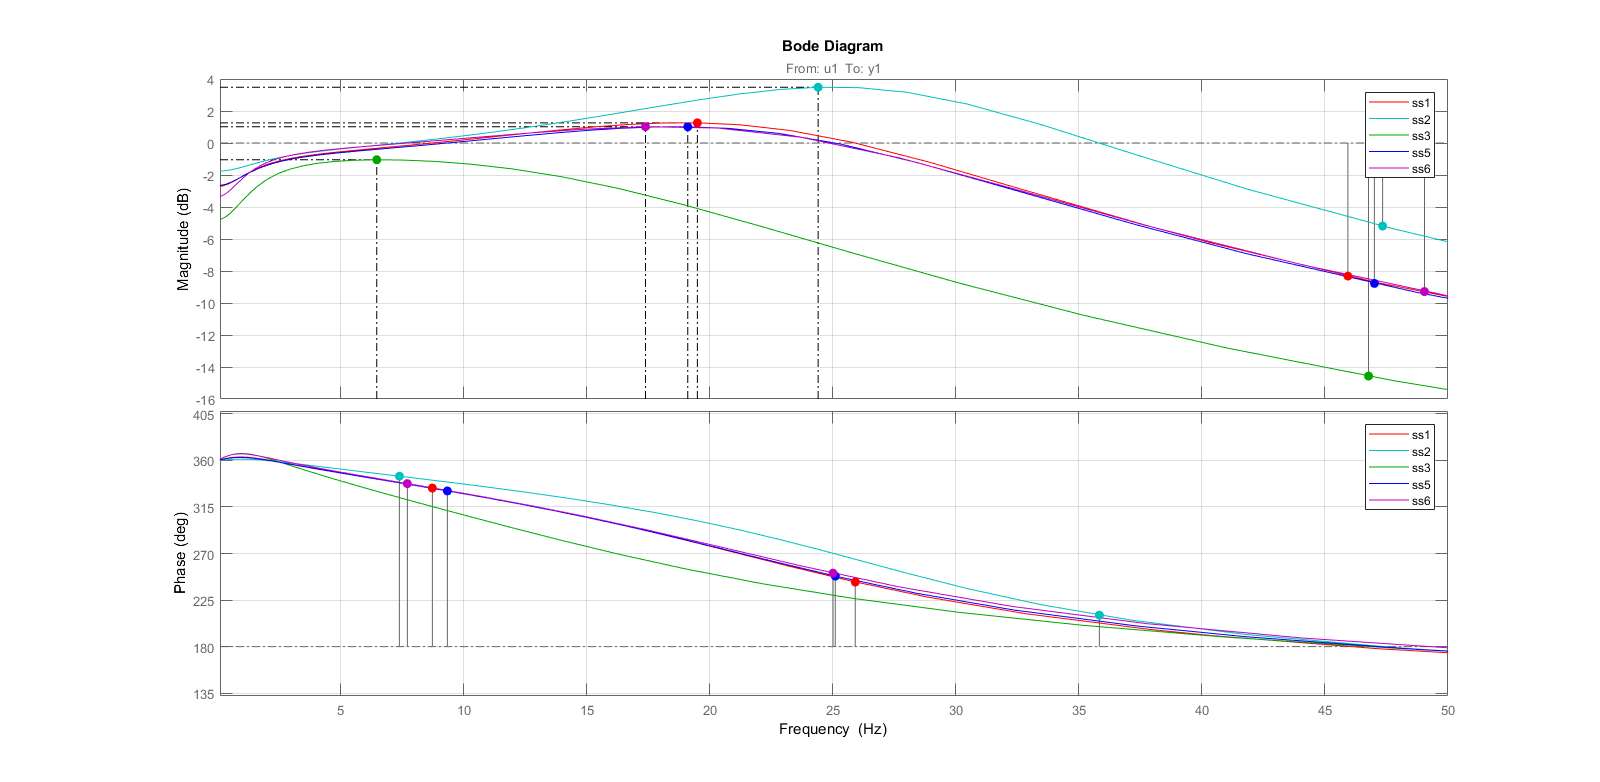 Bode Diagram
From: u1 To: y1
Magnitude (dB)
4
2
0
-2
-4
-6
-8
-10
-12
-14
-16
ss1
ss2
ss3
ss5
ss6
Phase (deg)
405
360
315
270
225
180
135
ss1
ss2
ss3
ss5
ss6
5 10 15 20 25 30 35 40 45 50
Frequency (Hz)